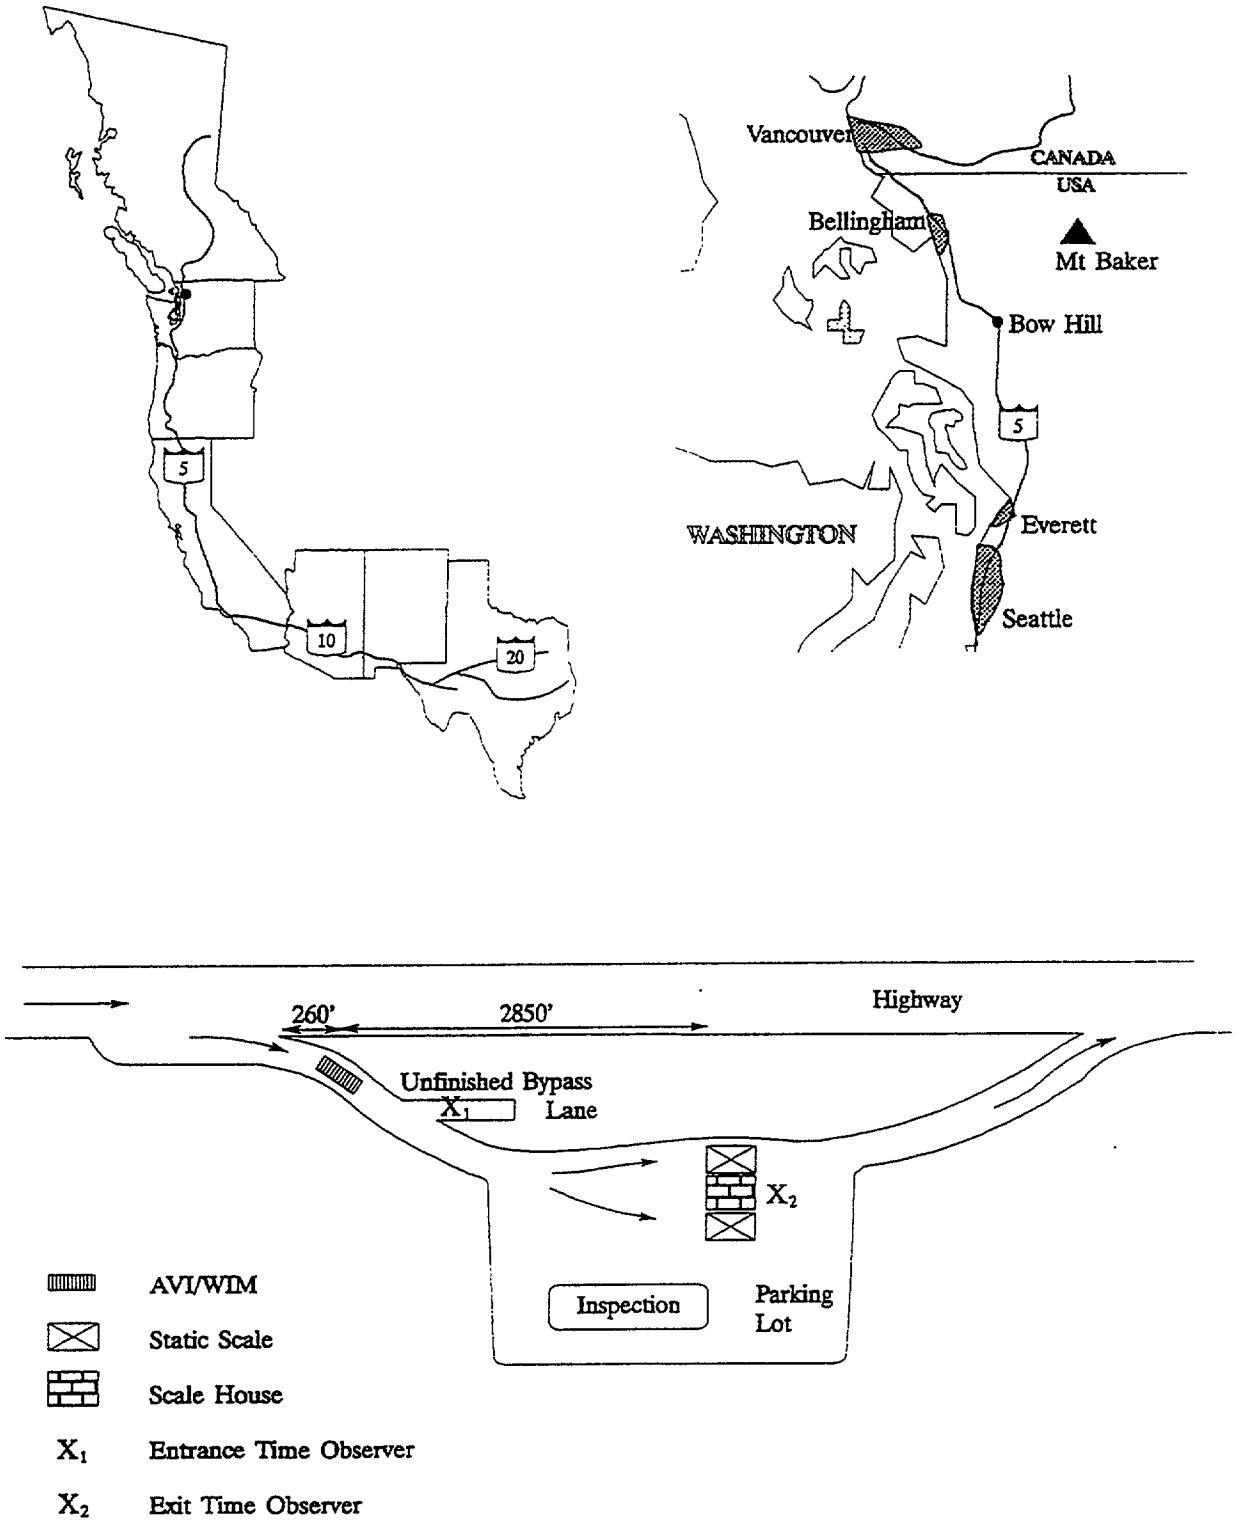 Vancouver
CANADA
USA
Bellingham
Mt Baker
Bow Hill
5
5
Everett
WASHINGTON
Seattle
10
20
Highway
260' 2850'
Unfinished Bypass
X₁ Lane
X₂
Inspection
Parking
Lot
AVI/WIM
Static Scale
Scale House
X₁ Entrance Time Observer
X₂ Exit Time Observer